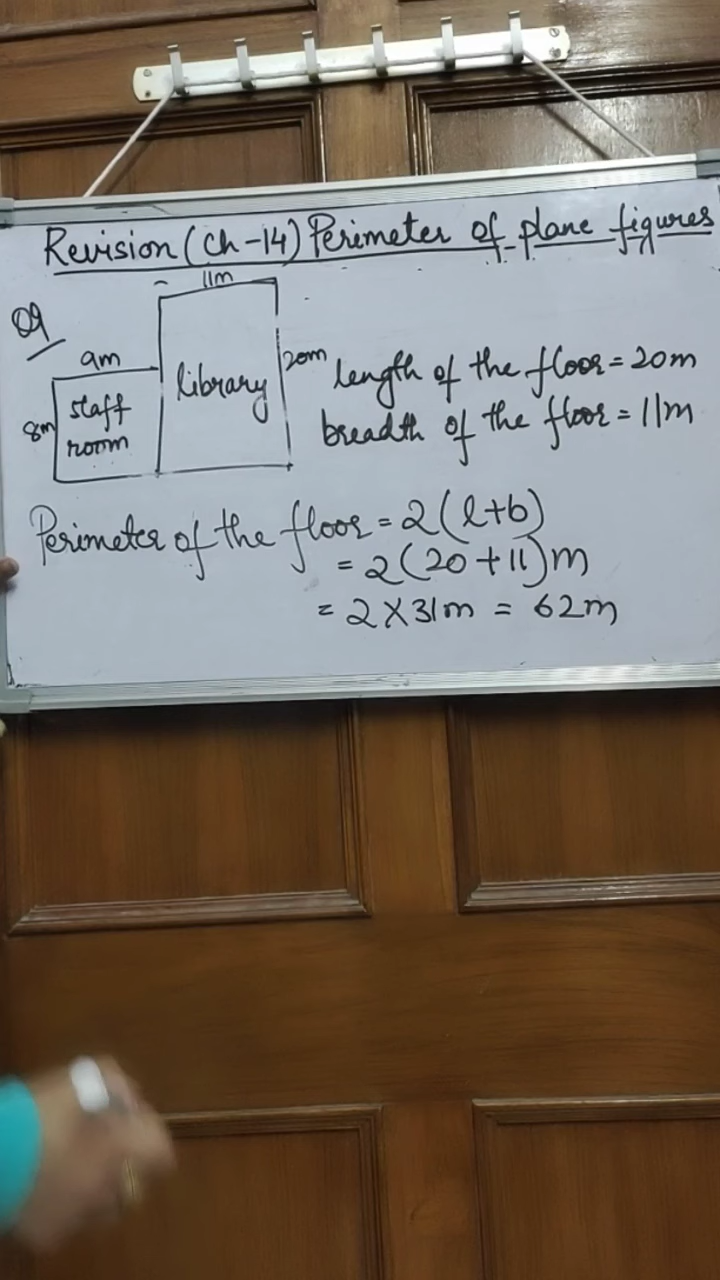 Revision (Ch-14) Perimeter of plane figures
Q9
11m
9m
20m
library
8m
staff
room
length of the floor = 20m
breadth of the floor = 11m
Perimeter of the floor = 2(l+b)
= 2(20+11)m
= 2×31m = 62m